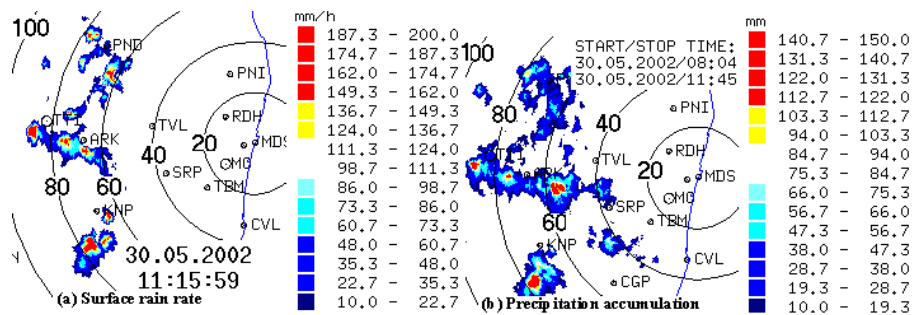 mm/h
187.3 - 200.0
174.7 - 187.3
162.0 - 174.7
149.3 - 162.0
136.7 - 149.3
124.0 - 136.7
111.3 - 124.0
98.7 - 111.3
86.0 - 98.7
73.3 - 86.0
60.7 - 73.3
48.0 - 60.7
35.3 - 48.0
22.7 - 35.3
10.0 - 22.7
100
PND
PNI
RDH
TTI
ARK
TVL
MDS
40
20
MO
80
60
SRP
TBM
KNP
CVL
30.05.2002
11:15:59
(a) Surface rain rate
mm
140.7 - 150.0
131.3 - 140.7
122.0 - 131.3
112.7 - 122.0
103.3 - 112.7
94.0 - 103.3
84.7 - 94.0
75.3 - 84.7
66.0 - 75.3
56.7 - 66.0
47.3 - 56.7
38.0 - 47.3
28.7 - 38.0
19.3 - 28.7
10.0 - 19.3
100
START/STOP TIME:
30.05.2002/08:04
30.05.2002/11:45
80
PNI
40
RDH
TVL
20
MDS
MO
SRP
TBM
60
KNP
CVL
CGP
(b) Precipitation accumulation